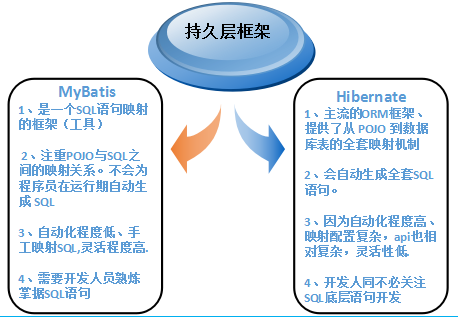 持久层框架
MyBatis
1、是一个SQL语句映射
的框架（工具）
2、注重POJO与SQL之
间的映射关系。不会为
程序员在运行期自动生
成 SQL
3、自动化程度低、手
工映射SQL,灵活程度高.
4、需要开发人员熟炼
掌据SQL语句
Hibernate
1、主流的ORM框架、
提供了从 POJO 到数据
库表的全套映射机制
2、会自动生成全套SQL
语句。
3、因为自动化程度高、
映射配置复杂，api也相
对复杂，灵活性低.
4、开发人同不必关注
SQL底层语句开发